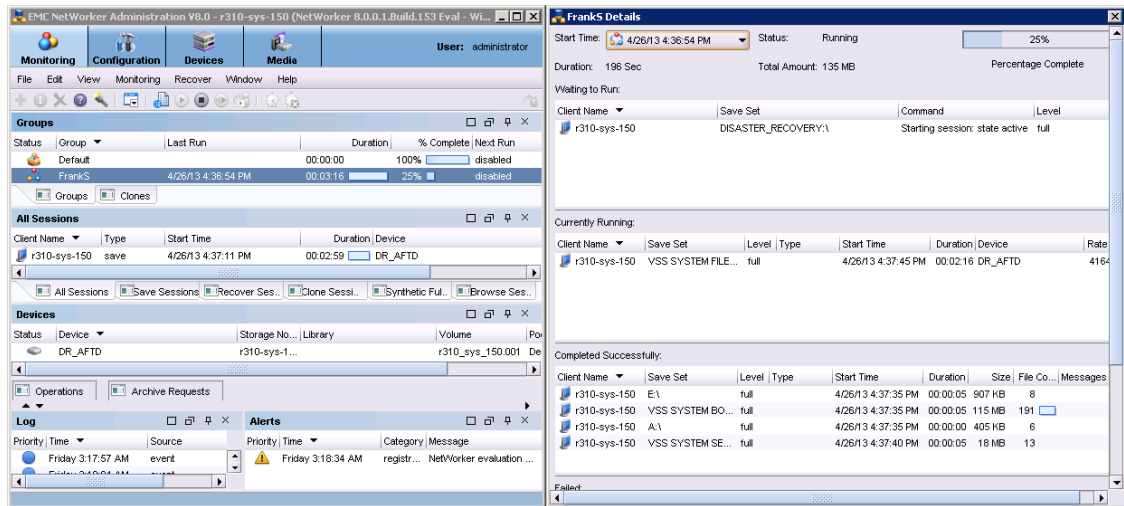 EMC NetWorker Administration V8.0 - r310-sys-150 (NetWorker 8.0.0.1.Build.153 Eval - Wi...
Monitoring Configuration Devices Media User: administrator
File Edit View Monitoring Recover Window Help
Groups
Status Group Last Run Duration % Complete Next Run
Default 00:00:00 100% disabled
FrankS 4/26/13 4:36:54 PM 00:03:16 25% disabled
Groups Clones
All Sessions
Client Name Type Start Time Duration Device
r310-sys-150 save 4/26/13 4:37:11 PM 00:02:59 DR_AFTD
All Sessions Save Sessions Recover Ses.. Clone Sessi.. Synthetic Ful.. Browse Ses..
Devices
Status Device Storage No... Library Volume Po
DR_AFTD r310-sys-1... r310_sys_150.001 De
Operations Archive Requests
Log
Priority Time Source
Friday 3:17:57 AM event
Alerts
Priority Time Category Message
Friday 3:18:34 AM registr... NetWorker evaluation ...
FrankS Details
Start Time: 4/26/13 4:36:54 PM Status: Running 25%
Duration: 196 Sec Total Amount: 135 MB Percentage Complete
Waiting to Run:
Client Name Save Set Command Level
r310-sys-150 DISASTER_RECOVERY:\ Starting session: state active full
Currently Running:
Client Name Save Set Level Type Start Time Duration Device Rate
r310-sys-150 VSS SYSTEM FILE... full 4/26/13 4:37:45 PM 00:02:16 DR_AFTD 4164
Completed Successfully:
Client Name Save Set Level Type Start Time Duration Size File Co... Messages
r310-sys-150 E:\ full 4/26/13 4:37:35 PM 00:00:05 907 KB 8
r310-sys-150 VSS SYSTEM BO... full 4/26/13 4:37:35 PM 00:00:05 115 MB 191
r310-sys-150 A:\ full 4/26/13 4:37:35 PM 00:00:00 405 KB 6
r310-sys-150 VSS SYSTEM SE... full 4/26/13 4:37:40 PM 00:00:05 18 MB 13
Failed: